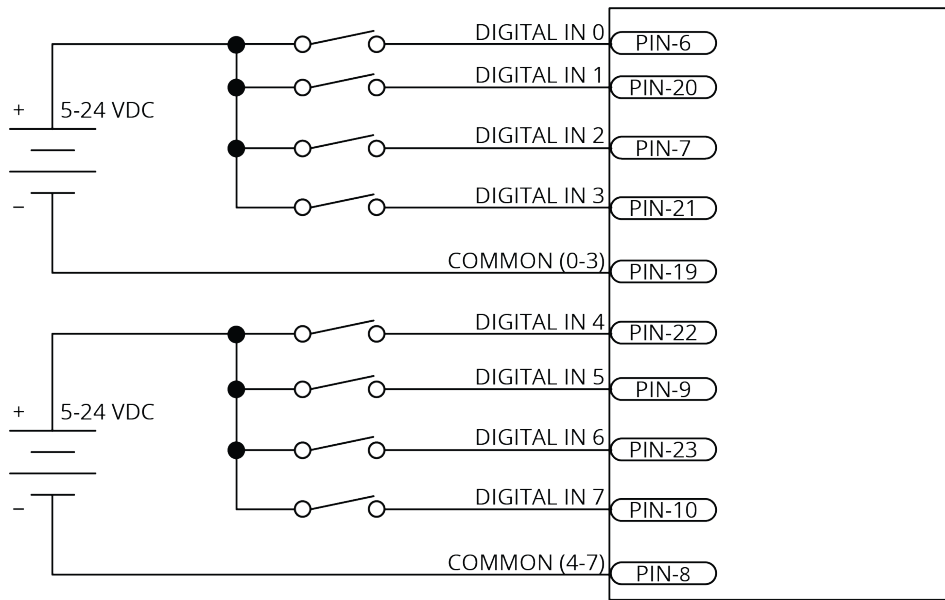 DIGITAL IN 0
PIN-6
DIGITAL IN 1
PIN-20
+
5-24 VDC
DIGITAL IN 2
PIN-7
DIGITAL IN 3
PIN-21
–
COMMON (0-3)
PIN-19
DIGITAL IN 4
PIN-22
DIGITAL IN 5
PIN-9
+
5-24 VDC
DIGITAL IN 6
PIN-23
DIGITAL IN 7
PIN-10
–
COMMON (4-7)
PIN-8